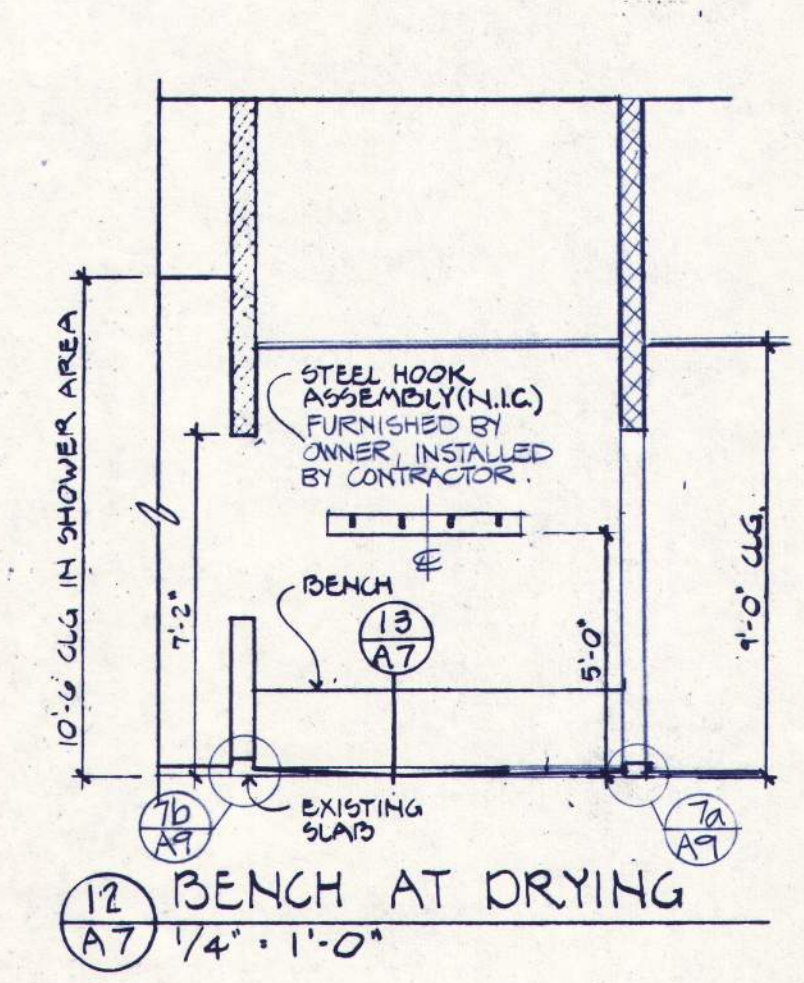 STEEL HOOK
ASSEMBLY (N.I.C.)
FURNISHED BY
OWNER, INSTALLED
BY CONTRACTOR.
10'-6 CLG IN SHOWER AREA
7'-2"
℄
BENCH
13
A7
5'-0"
9'-0" CLG.
7b
A9
EXISTING
SLAB
7a
A9
12
A7
BENCH AT DRYING
1/4" = 1'-0"